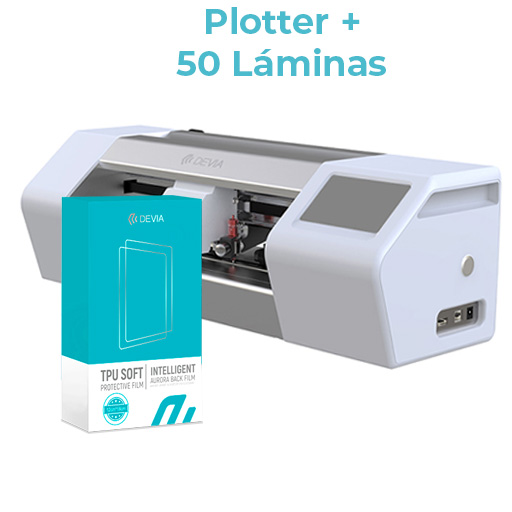 Plotter +
50 Láminas
DEVIA
DEVIA
TPU SOFT
PROTECTIVE FILM
INTELLIGENT
AURORA BACK FILM